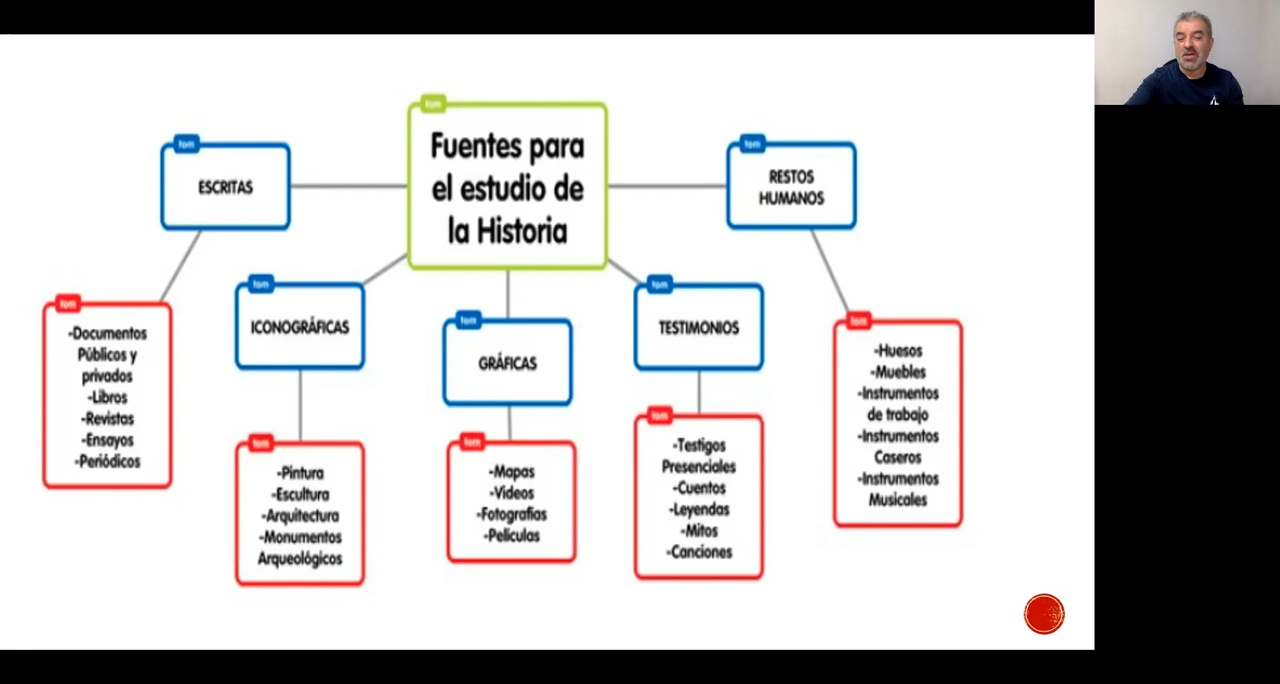 tom
Fuentes para
el estudio de
la Historia
tom
ESCRITAS
tom
-Documentos
Públicos y
privados
-Libros
-Revistas
-Ensayos
-Periódicos
tom
ICONOGRÁFICAS
tom
-Pintura
-Escultura
-Arquitectura
-Monumentos
Arqueológicos
tom
GRÁFICAS
tom
-Mapas
-Videos
-Fotografías
-Películas
tom
TESTIMONIOS
tom
-Testigos
Presenciales
-Cuentos
-Leyendas
-Mitos
-Canciones
tom
RESTOS
HUMANOS
tom
-Huesos
-Muebles
-Instrumentos
de trabajo
-Instrumentos
Caseros
-Instrumentos
Musicales